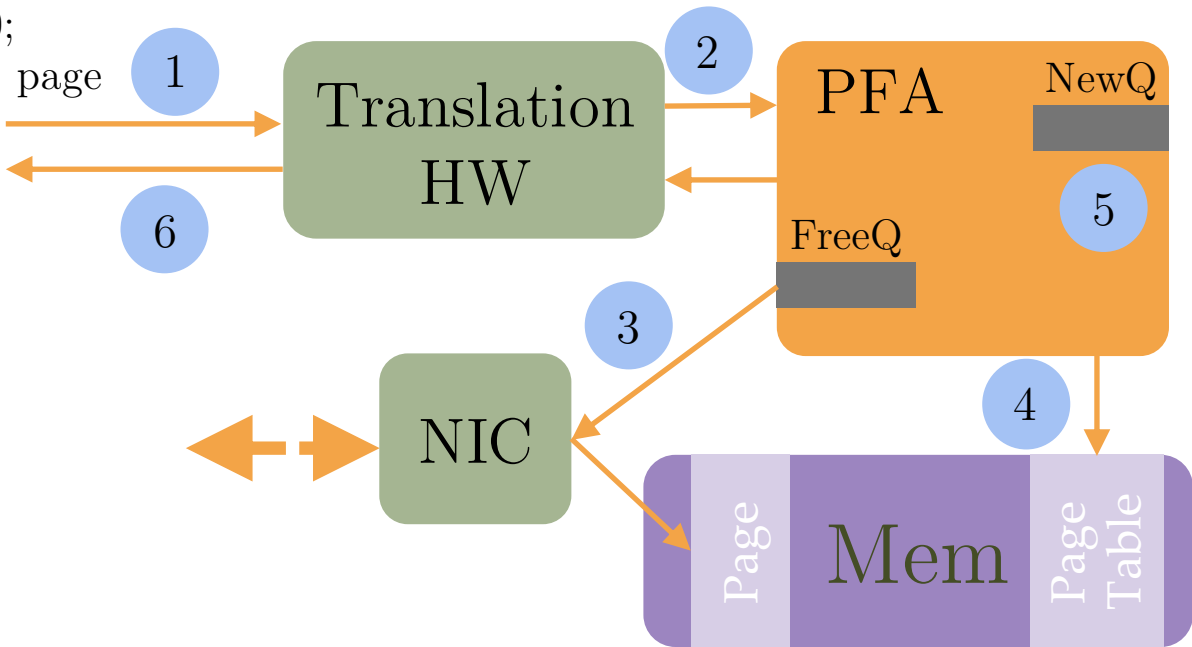 );
page
1
2
Translation
HW
PFA
NewQ
5
6
FreeQ
3
4
NIC
Page
Mem
Page
Table